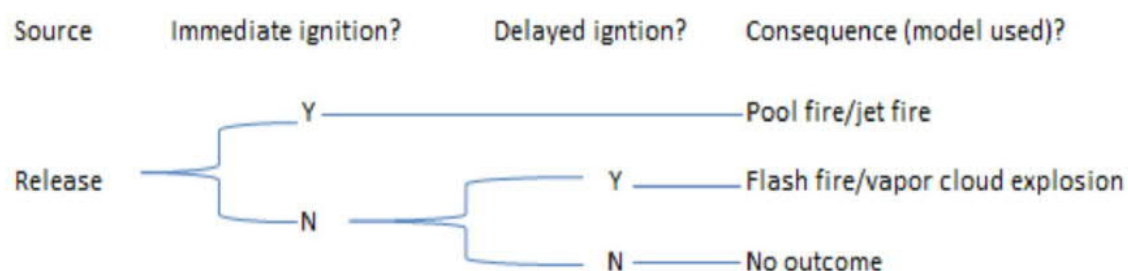 Source Immediate ignition? Delayed igntion? Consequence (model used)?
Y Pool fire/jet fire
Release Y Flash fire/vapor cloud explosion
N
N No outcome